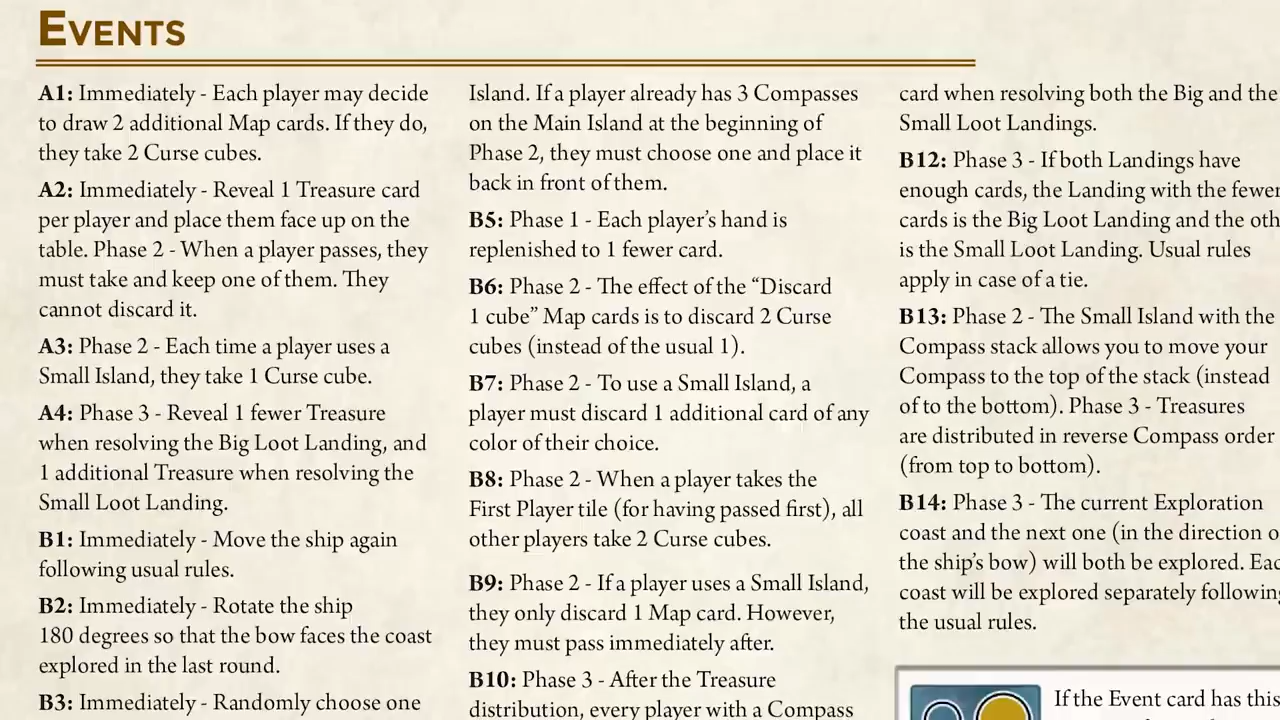 EVENTS
A1: Immediately - Each player may decide
to draw 2 additional Map cards. If they do,
they take 2 Curse cubes.
A2: Immediately - Reveal 1 Treasure card
per player and place them face up on the
table. Phase 2 - When a player passes, they
must take and keep one of them. They
cannot discard it.
A3: Phase 2 - Each time a player uses a
Small Island, they take 1 Curse cube.
A4: Phase 3 - Reveal 1 fewer Treasure
when resolving the Big Loot Landing, and
1 additional Treasure when resolving the
Small Loot Landing.
B1: Immediately - Move the ship again
following usual rules.
B2: Immediately - Rotate the ship
180 degrees so that the bow faces the coast
explored in the last round.
B3: Immediately - Randomly choose one
Island. If a player already has 3 Compasses
on the Main Island at the beginning of
Phase 2, they must choose one and place it
back in front of them.
B5: Phase 1 - Each player’s hand is
replenished to 1 fewer card.
B6: Phase 2 - The effect of the “Discard
1 cube” Map cards is to discard 2 Curse
cubes (instead of the usual 1).
B7: Phase 2 - To use a Small Island, a
player must discard 1 additional card of any
color of their choice.
B8: Phase 2 - When a player takes the
First Player tile (for having passed first), all
other players take 2 Curse cubes.
B9: Phase 2 - If a player uses a Small Island,
they only discard 1 Map card. However,
they must pass immediately after.
B10: Phase 3 - After the Treasure
distribution, every player with a Compass
card when resolving both the Big and the
Small Loot Landings.
B12: Phase 3 - If both Landings have
enough cards, the Landing with the fewer
cards is the Big Loot Landing and the oth
is the Small Loot Landing. Usual rules
apply in case of a tie.
B13: Phase 2 - The Small Island with the
Compass stack allows you to move your
Compass to the top of the stack (instead
of to the bottom). Phase 3 - Treasures
are distributed in reverse Compass order
(from top to bottom).
B14: Phase 3 - The current Exploration
coast and the next one (in the direction o
the ship’s bow) will both be explored. Eac
coast will be explored separately following
the usual rules.
If the Event card has this